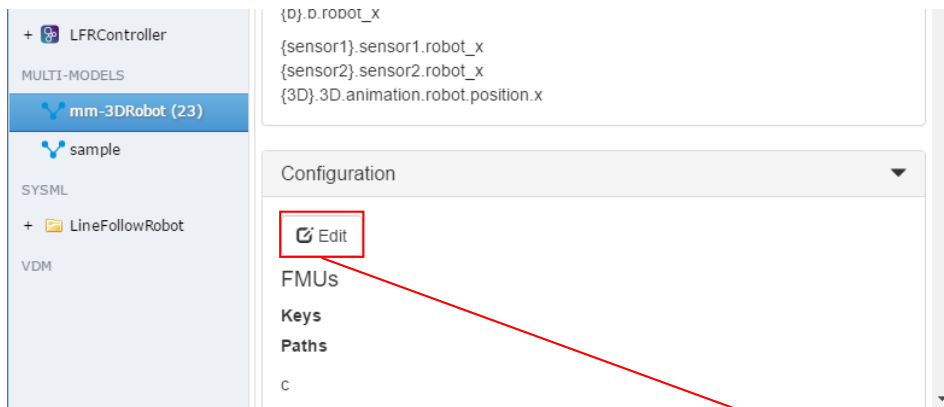 + LFRController
MULTI-MODELS
mm-3DRobot (23)
sample
SYSML
+ LineFollowRobot
VDM
{b}.b.robot_x
{sensor1}.sensor1.robot_x
{sensor2}.sensor2.robot_x
{3D}.3D.animation.robot.position.x
Configuration
Edit
FMUs
Keys
Paths
c